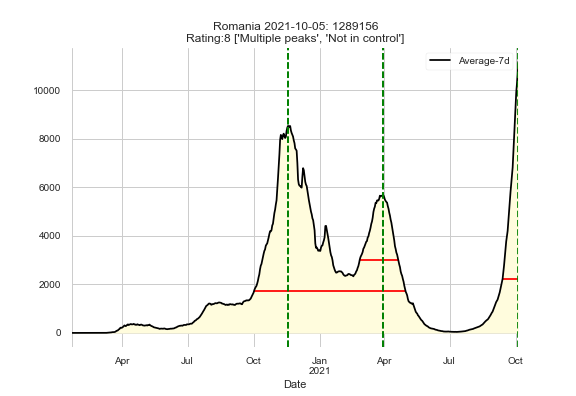 Romania 2021-10-05: 1289156
Rating:8 ['Multiple peaks', 'Not in control']
Average-7d
10000
8000
6000
4000
2000
0
Apr Jul Oct Jan Apr Jul Oct
2021
Date